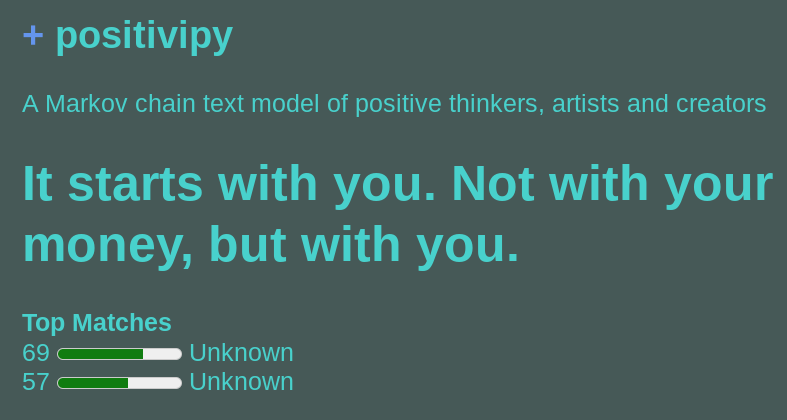 + positivipy
A Markov chain text model of positive thinkers, artists and creators
It starts with you. Not with your
money, but with you.
Top Matches
69 Unknown
57 Unknown